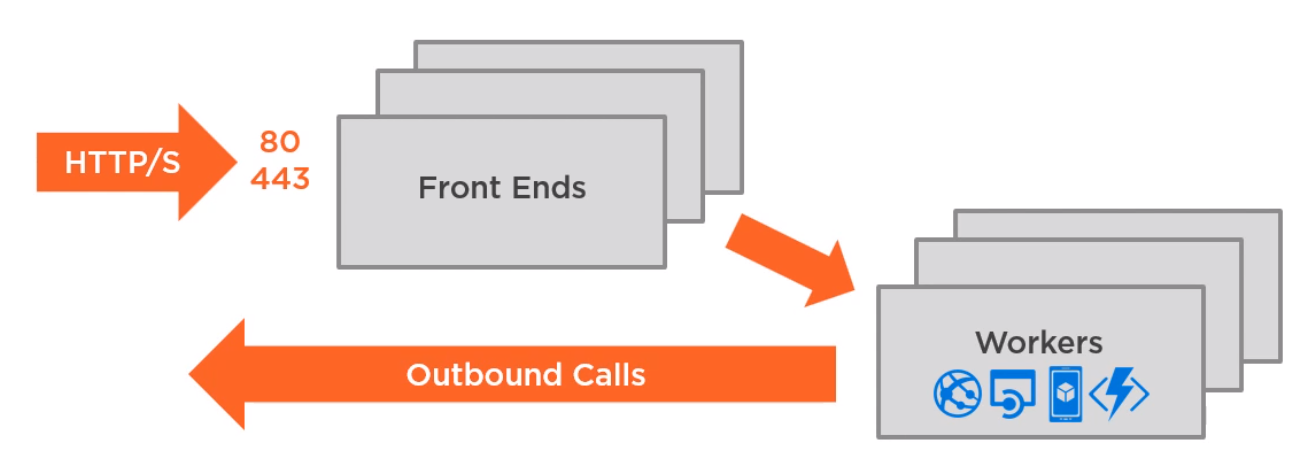 HTTP/S
80
443
Front Ends
Workers
Outbound Calls